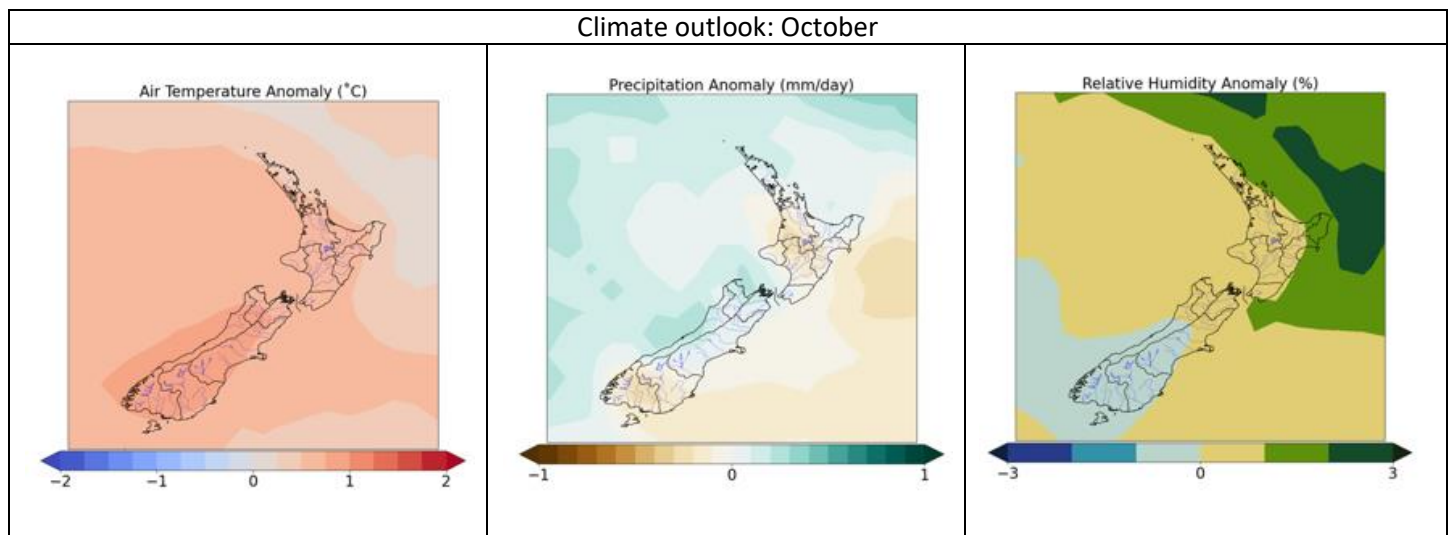 Climate outlook: October
Air Temperature Anomaly (˚C)
−2 −1 0 1 2
Precipitation Anomaly (mm/day)
−1 0 1
Relative Humidity Anomaly (%)
−3 0 3